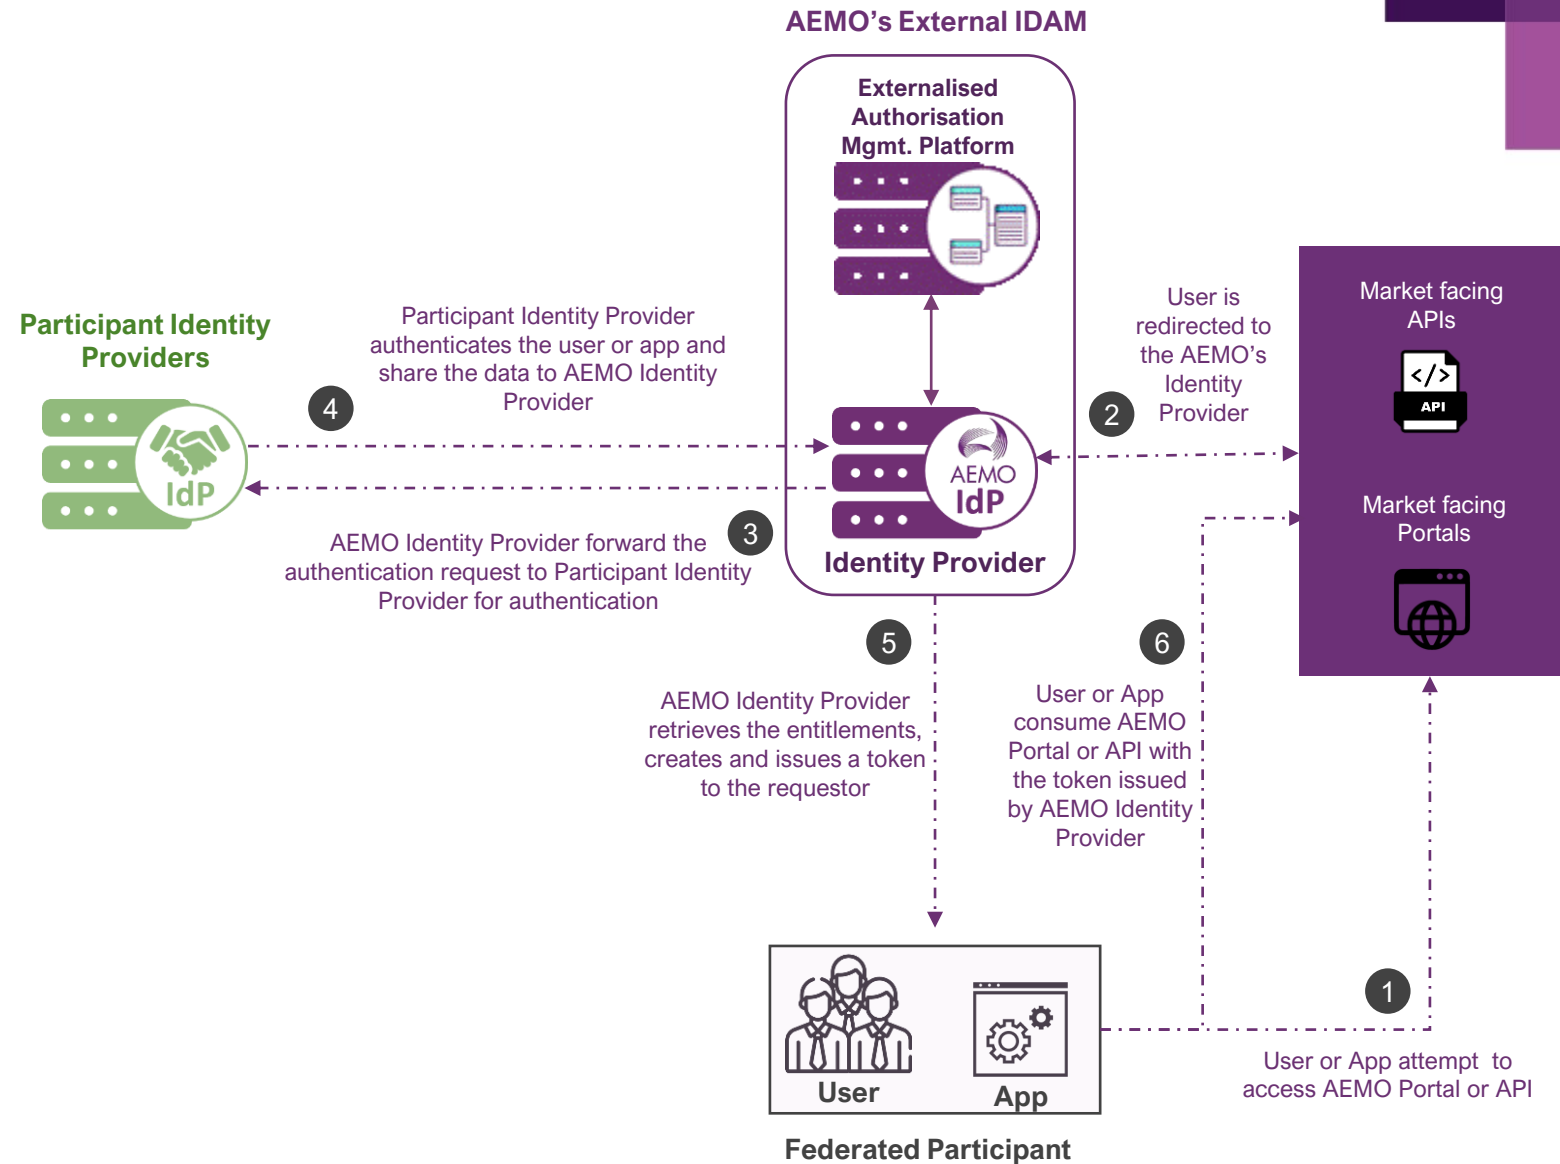 AEMO’s External IDAM
Externalised
Authorisation
Mgmt. Platform
Participant Identity
Providers
IdP
4
Participant Identity Provider
authenticates the user or app and
share the data to AEMO Identity
Provider
AEMO
IdP
Identity Provider
3
AEMO Identity Provider forward the
authentication request to Participant Identity
Provider for authentication
2
User is
redirected to
the AEMO’s
Identity
Provider
Market facing
APIs
</>
API
Market facing
Portals
5
AEMO Identity Provider
retrieves the entitlements,
creates and issues a token
to the requestor
6
User or App
consume AEMO
Portal or API with
the token issued
by AEMO Identity
Provider
1
User or App attempt  to
access AEMO Portal or API
User
App
Federated Participant